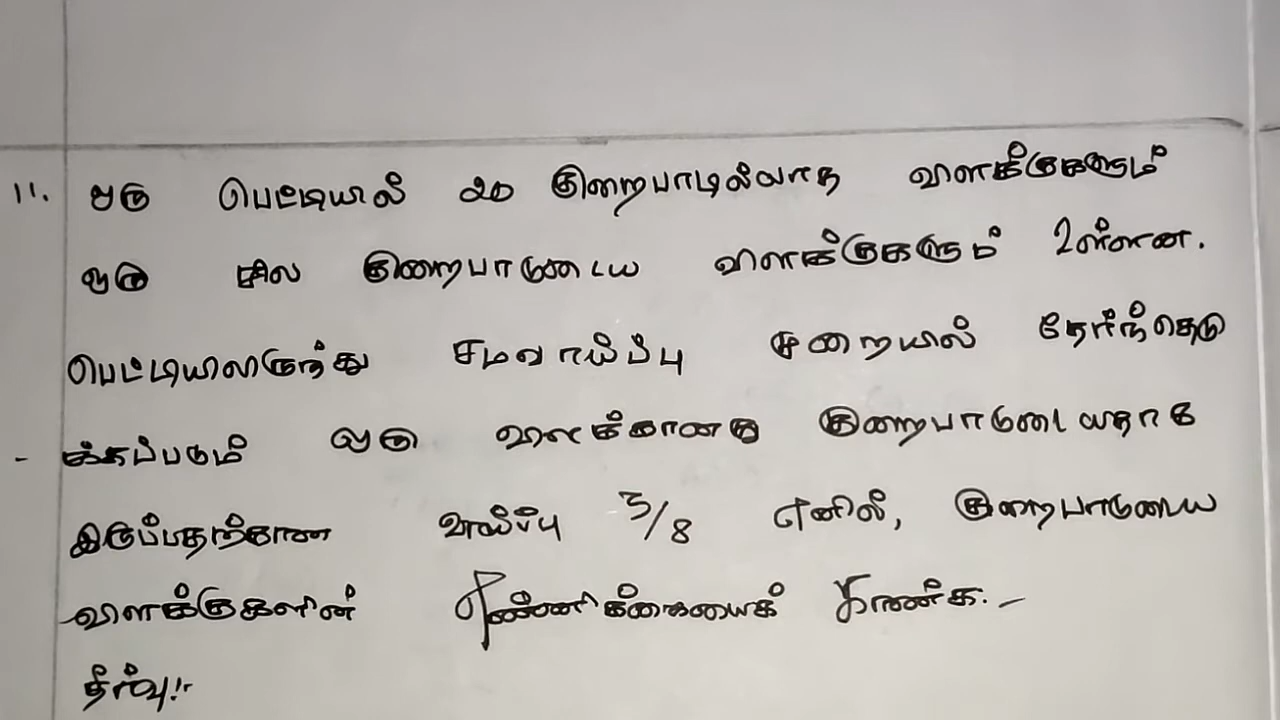 11. ஒரு பெட்டியில் 20 குறைபாடில்லாத விளக்குகளும்
ஒரு சில குறைபாடுடைய விளக்குகளும் உள்ளன.
பெட்டியிலிருந்து சமவாய்ப்பு முறையில் தேர்ந்தெடு
- க்கப்படும் ஒரு விளக்கானது குறைபாடுடையதாக
இருப்பதற்கான வாய்ப்பு 3/8 எனில், குறைபாடுயைய
விளக்குகளின் எண்ணிக்கையைக் காண்க. -
தீர்வு:-